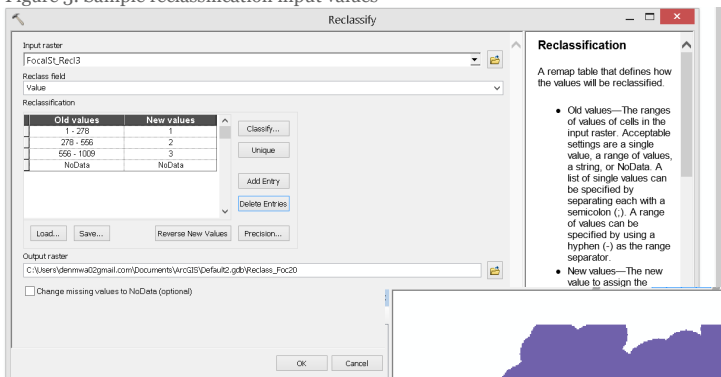 Figure 3. Sample reclassification input values
Reclassify
Input raster
FocalSt_Recl3
Reclass field
Value
Reclassification
Old values New values
1 - 278 1
278 - 556 2
556 - 1009 3
NoData NoData
Classify...
Unique
Add Entry
Delete Entries
Load... Save... Reverse New Values Precision...
Output raster
C:\Users\denmwa02gmail.com\Documents\ArcGIS\Default2.gdb\Reclass_Foc20
Change missing values to NoData (optional)
OK Cancel
Reclassification
A remap table that defines how
the values will be reclassified.
• Old values—The ranges
of values of cells in the
input raster. Acceptable
settings are a single
value, a range of values,
a string, or NoData. A
list of single values can
be specified by
separating each with a
semicolon (;). A range
of values can be
specified by using a
hyphen (-) as the range
separator.
• New values—The new
value to assign the